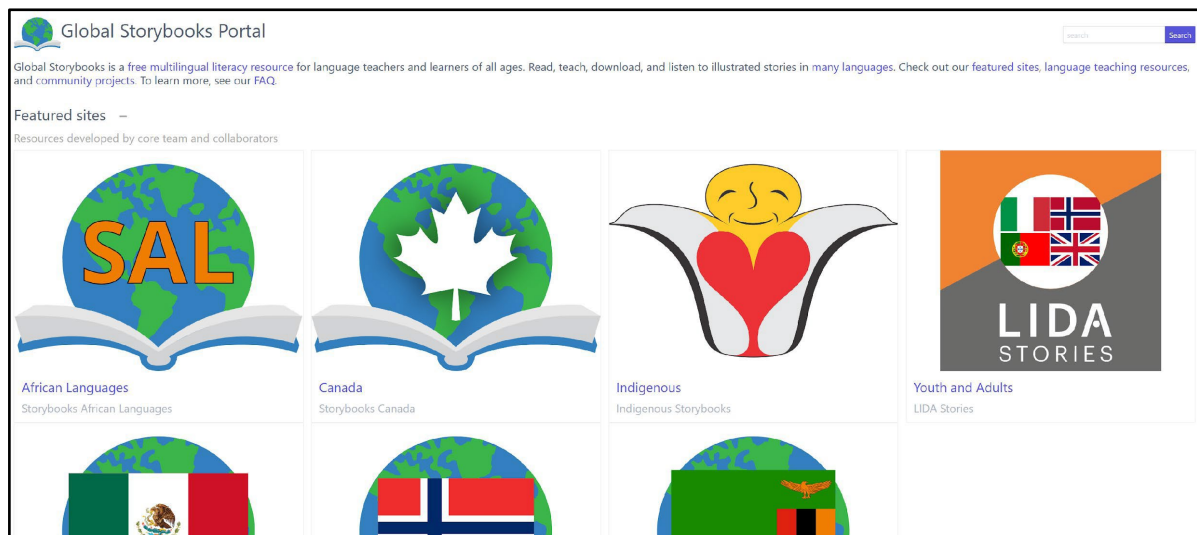 Global Storybooks Portal
search
Search
Global Storybooks is a free multilingual literacy resource for language teachers and learners of all ages. Read, teach, download, and listen to illustrated stories in many languages. Check out our featured sites, language teaching resources,
and community projects. To learn more, see our FAQ.
Featured sites –
Resources developed by core team and collaborators
SAL
LIDA
STORIES
African Languages
Canada
Indigenous
Youth and Adults
Storybooks African Languages
Storybooks Canada
Indigenous Storybooks
LIDA Stories